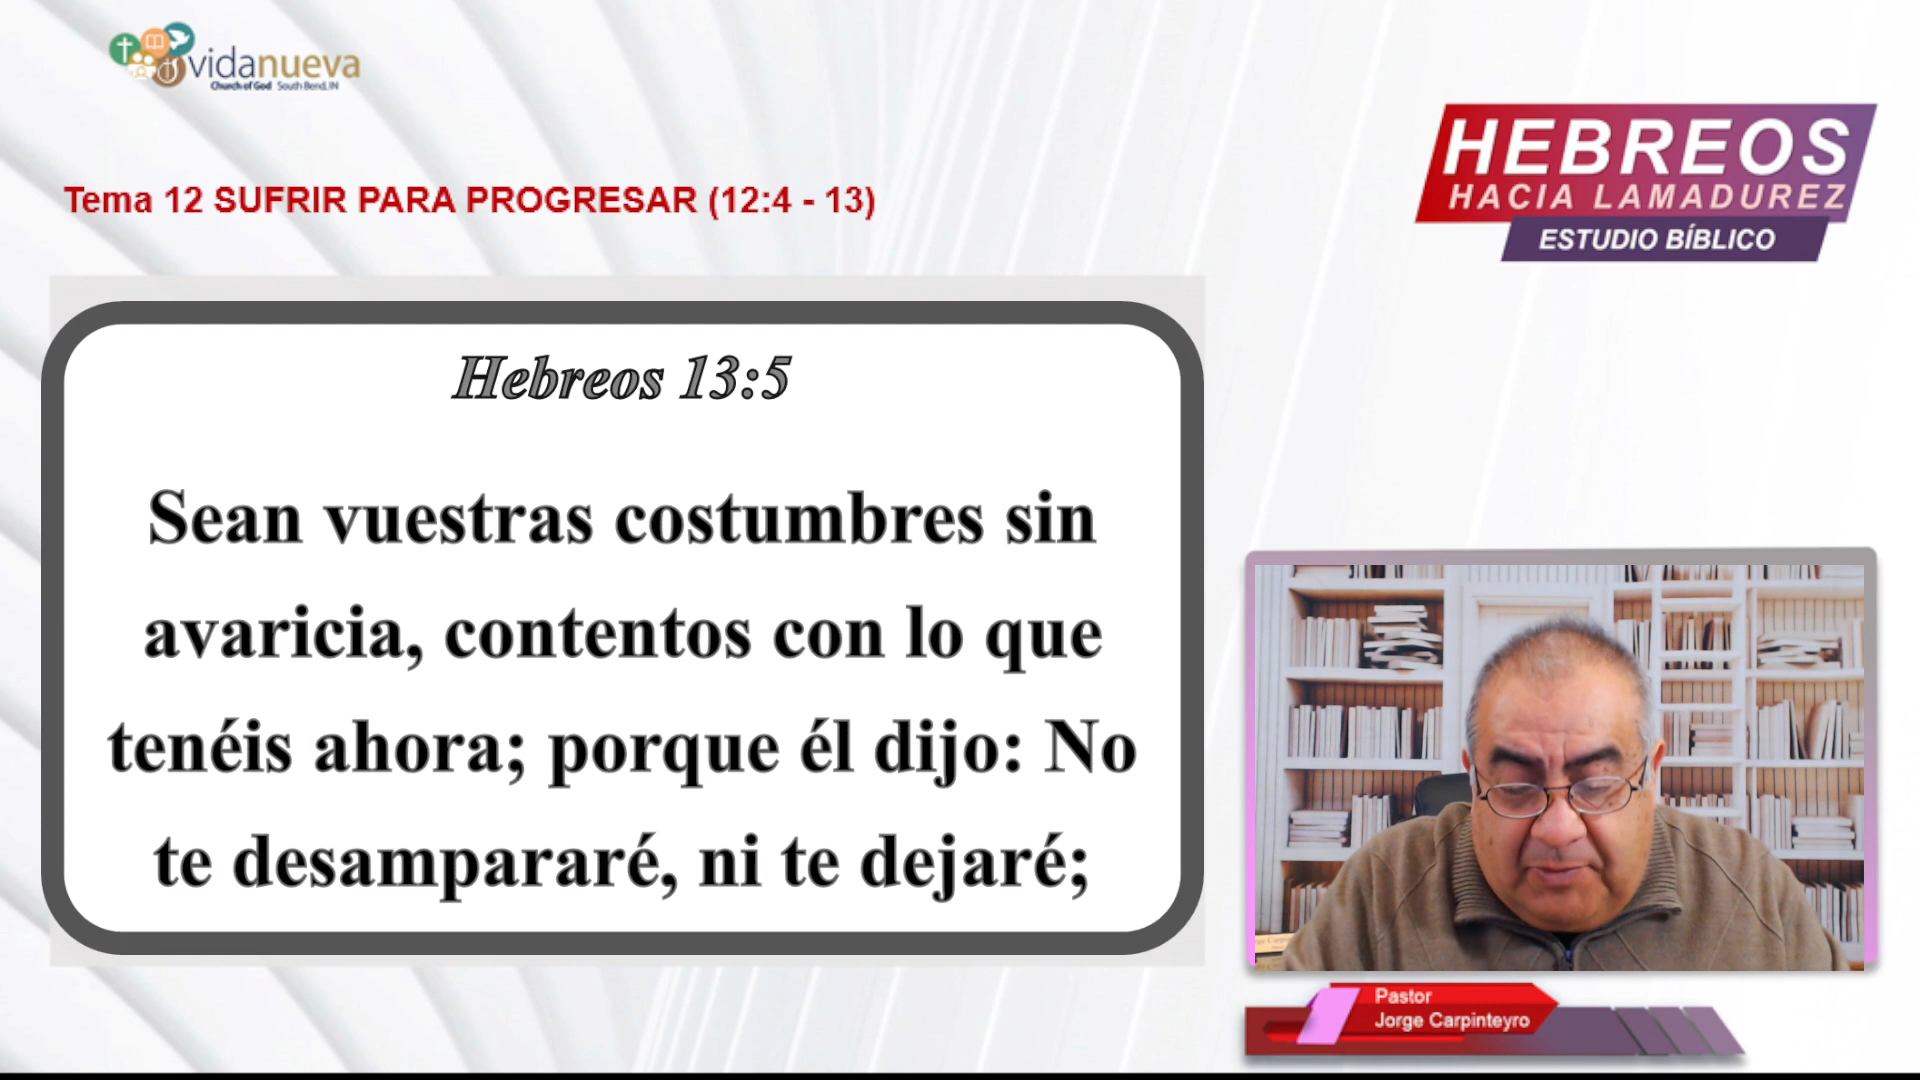 vidanueva
Church of God South Bend, IN
HEBREOS
HACIA LAMADUREZ
ESTUDIO BÍBLICO
Tema 12 SUFRIR PARA PROGRESAR (12:4 - 13)
Hebreos 13:5
Sean vuestras costumbres sin
avaricia, contentos con lo que
tenéis ahora; porque él dijo: No
te desampararé, ni te dejaré;
Pastor
Jorge Carpinteyro